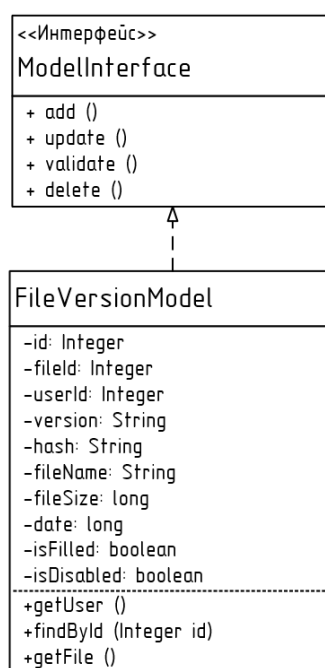 <<Интерфейс>>
ModelInterface
+ add ()
+ update ()
+ validate ()
+ delete ()
FileVersionModel
-id: Integer
-fileId: Integer
-userId: Integer
-version: String
-hash: String
-fileName: String
-fileSize: long
-date: long
-isFilled: boolean
-isDisabled: boolean
+getUser ()
+findById (Integer id)
+getFile ()